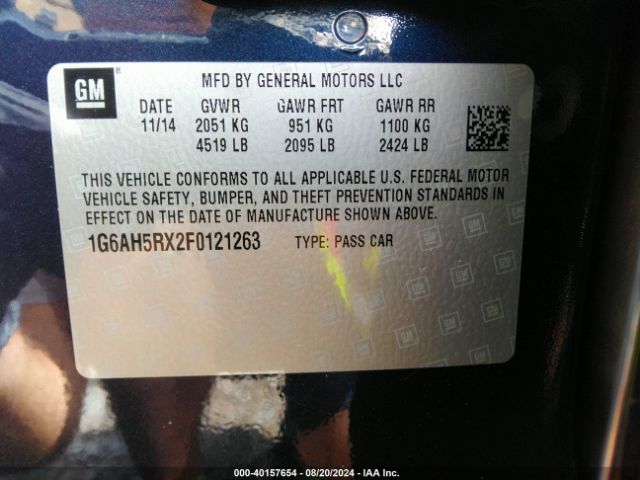 GM
MFD BY GENERAL MOTORS LLC
DATE GVWR GAWR FRT GAWR RR
11/14 2051 KG 951 KG 1100 KG
4519 LB 2095 LB 2424 LB
THIS VEHICLE CONFORMS TO ALL APPLICABLE U.S. FEDERAL MOTOR
VEHICLE SAFETY, BUMPER, AND THEFT PREVENTION STANDARDS
IN EFFECT ON THE DATE OF MANUFACTURE SHOWN ABOVE.
1G6AH5RX2F0121263 TYPE: PASS CAR
000-40157654 - 08/20/2024 - IAA Inc.